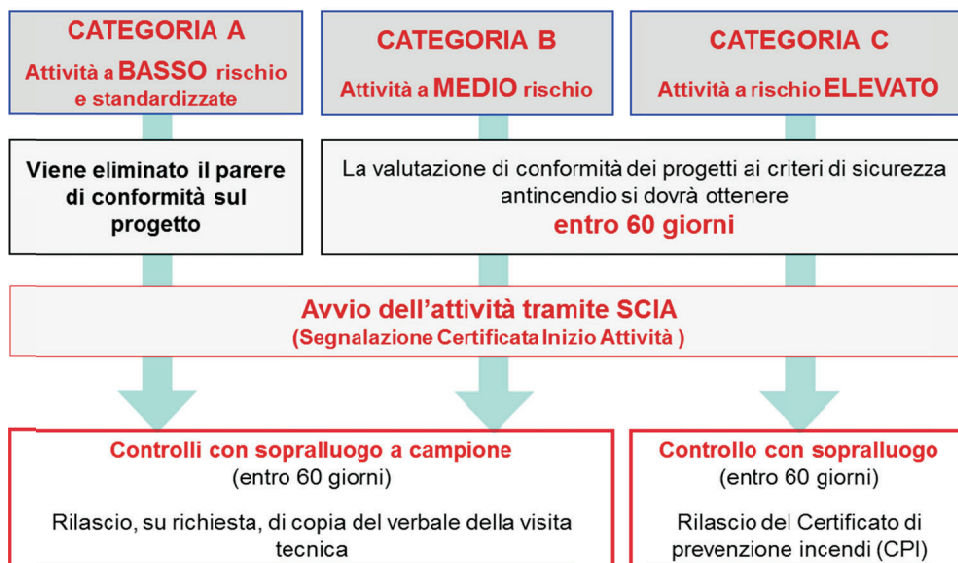 CATEGORIA A
Attività a BASSO rischio
e standardizzate
CATEGORIA B
Attività a MEDIO rischio
CATEGORIA C
Attività a rischio ELEVATO
Viene eliminato il parere
di conformità sul
progetto
La valutazione di conformità dei progetti ai criteri di sicurezza
antincendio si dovrà ottenere
entro 60 giorni
Avvio dell'attività tramite SCIA
(Segnalazione Certificata Inizio Attività )
Controlli con sopralluogo a campione
(entro 60 giorni)
Rilascio, su richiesta, di copia del verbale della visita
tecnica
Controllo con sopralluogo
(entro 60 giorni)
Rilascio del Certificato di
prevenzione incendi (CPI)